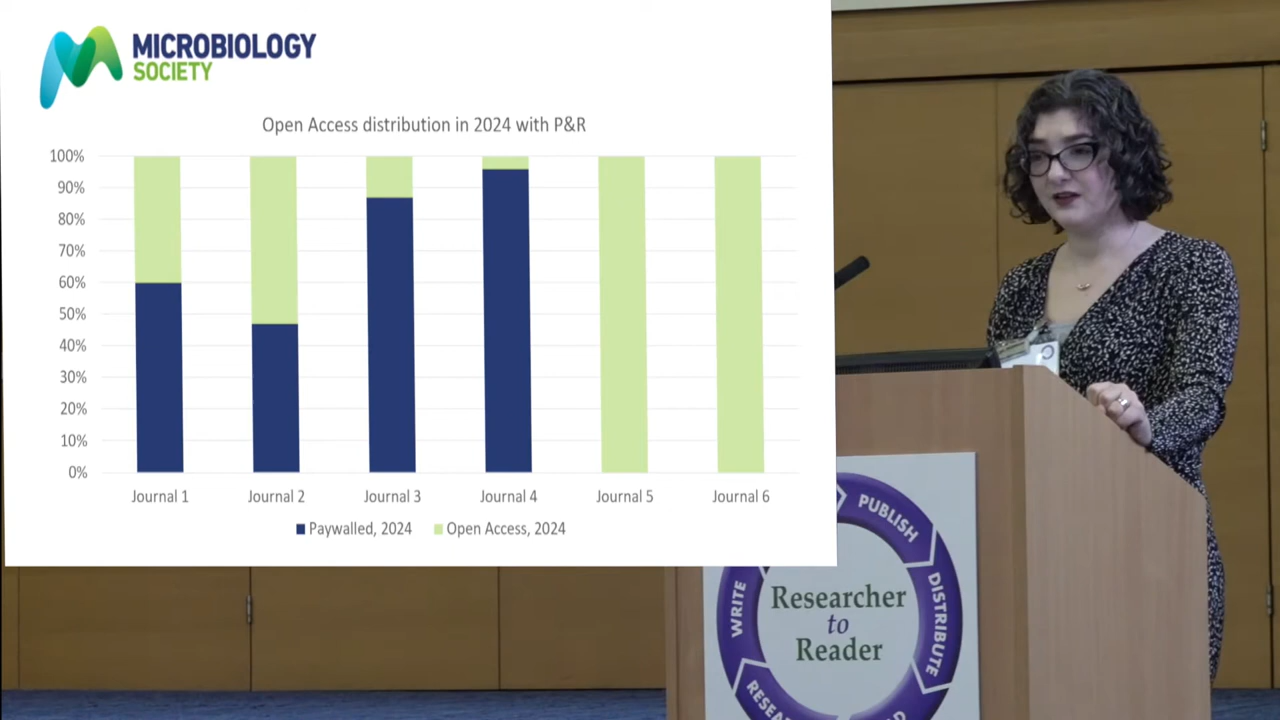 MICROBIOLOGY
SOCIETY
Open Access distribution in 2024 with P&R
100%
90%
80%
70%
60%
50%
40%
30%
20%
10%
0%
Journal 1
Journal 2
Journal 3
Journal 4
Journal 5
Journal 6
Paywalled, 2024
Open Access, 2024
PUBLISH
DISTRIBUTE
WRITE
Researcher
to
Reader